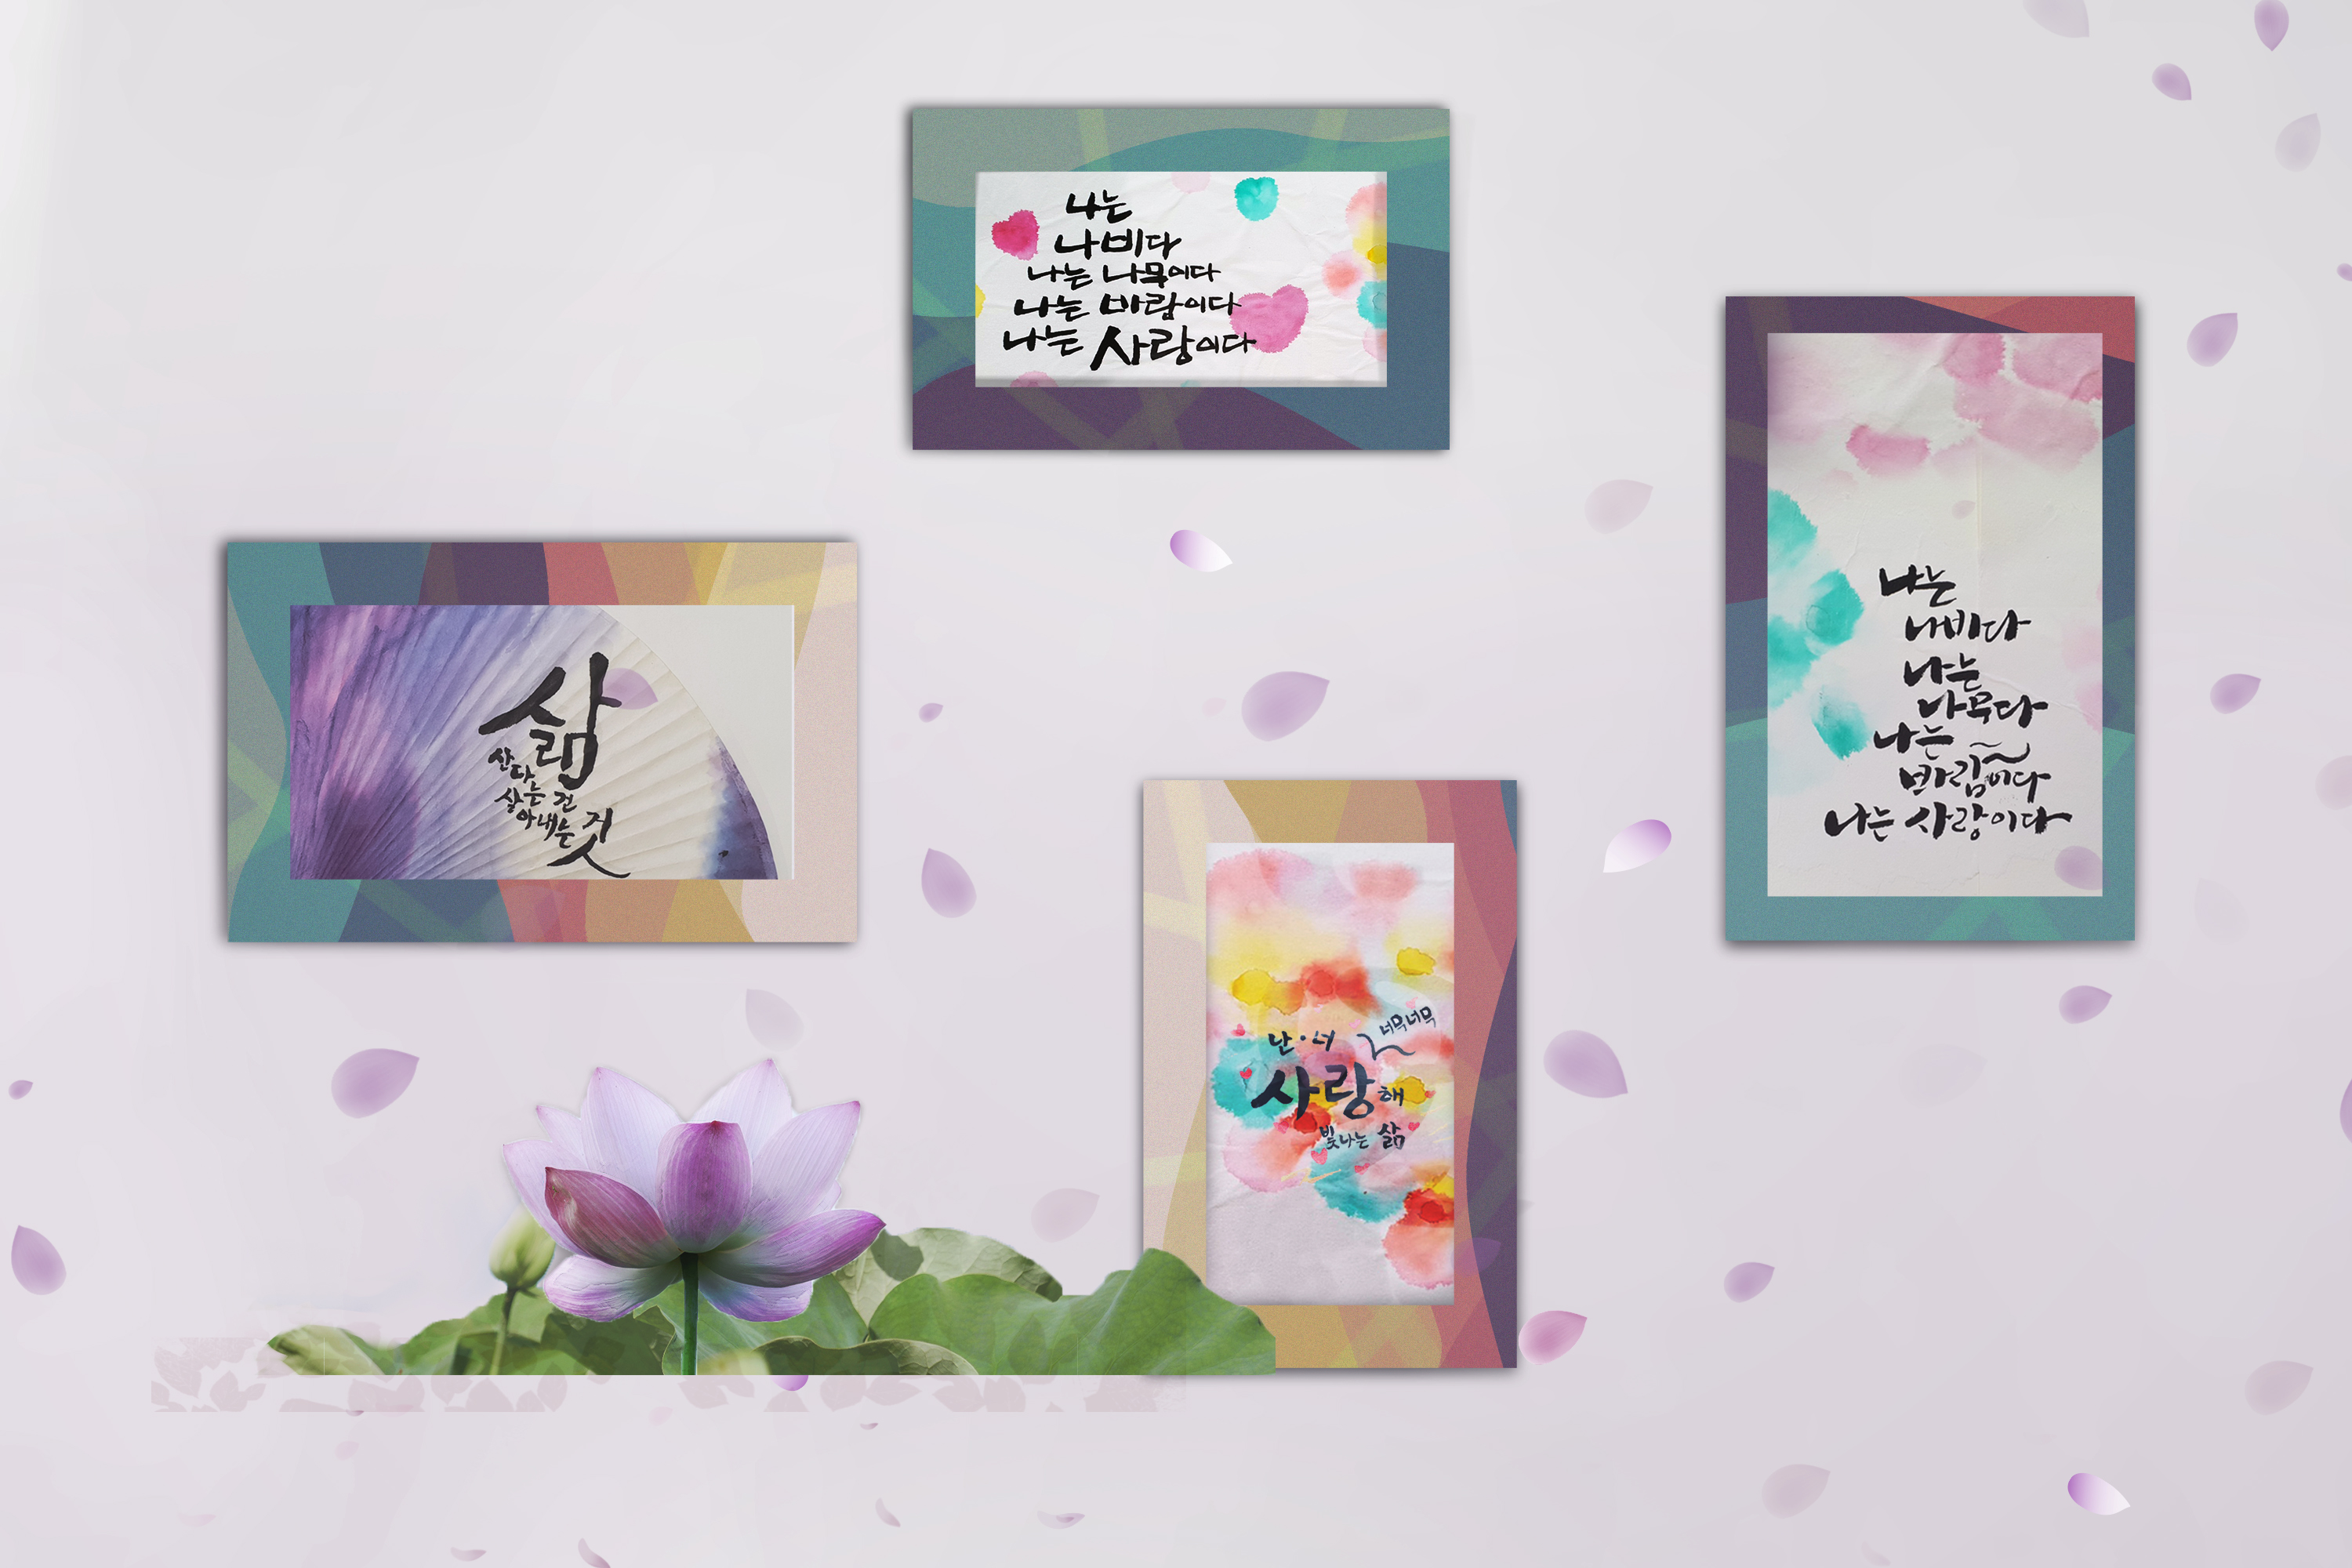 나는
나비다
나는 나무이다
나는 바람이다
나는 사랑이다
삶
산다
사는 건
살아내는 것
나는
나비다
나는
나무다
나는
바람이다
나는 사랑이다
난·너
너무너무
사랑해
빛나는 삶